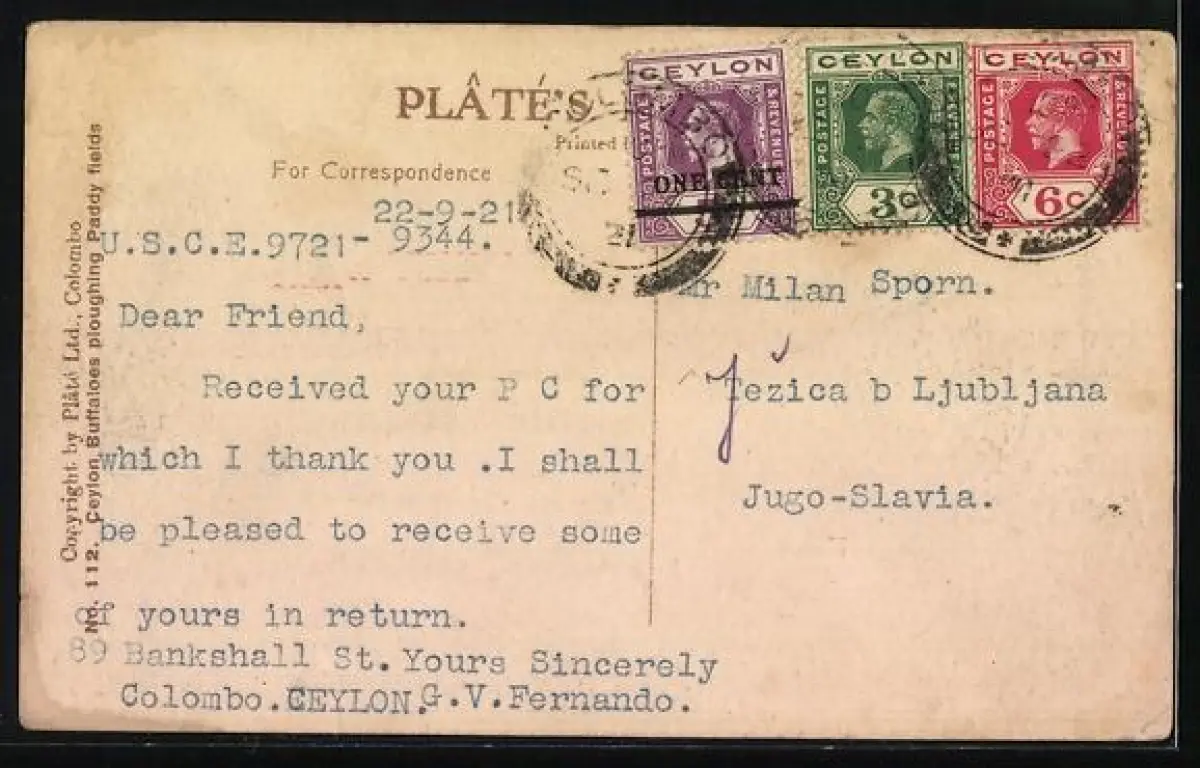 PLÂTÉ'S
Printed
For Correspondence
22-9-21
U.S.C.E.9721- 9344.
Dear Friend,
Received your P C for
which I thank you .I shall
be pleased to receive some
of yours in return.
89 Bankshall St. Yours Sincerely
Colombo.CEYLON.G.V.Fernando.
Copyright by Plâté Ltd., Colombo
No. 112. Ceylon Buffaloes ploughing Paddy fields
CEYLON
POSTAGE
& REVENUE
ONE CENT
CEYLON
POSTAGE
& REVENUE
3c
CEYLON
POSTAGE
& REVENUE
6c
21
Mr Milan Sporn.
Ježica b Ljubljana
Jugo-Slavia.